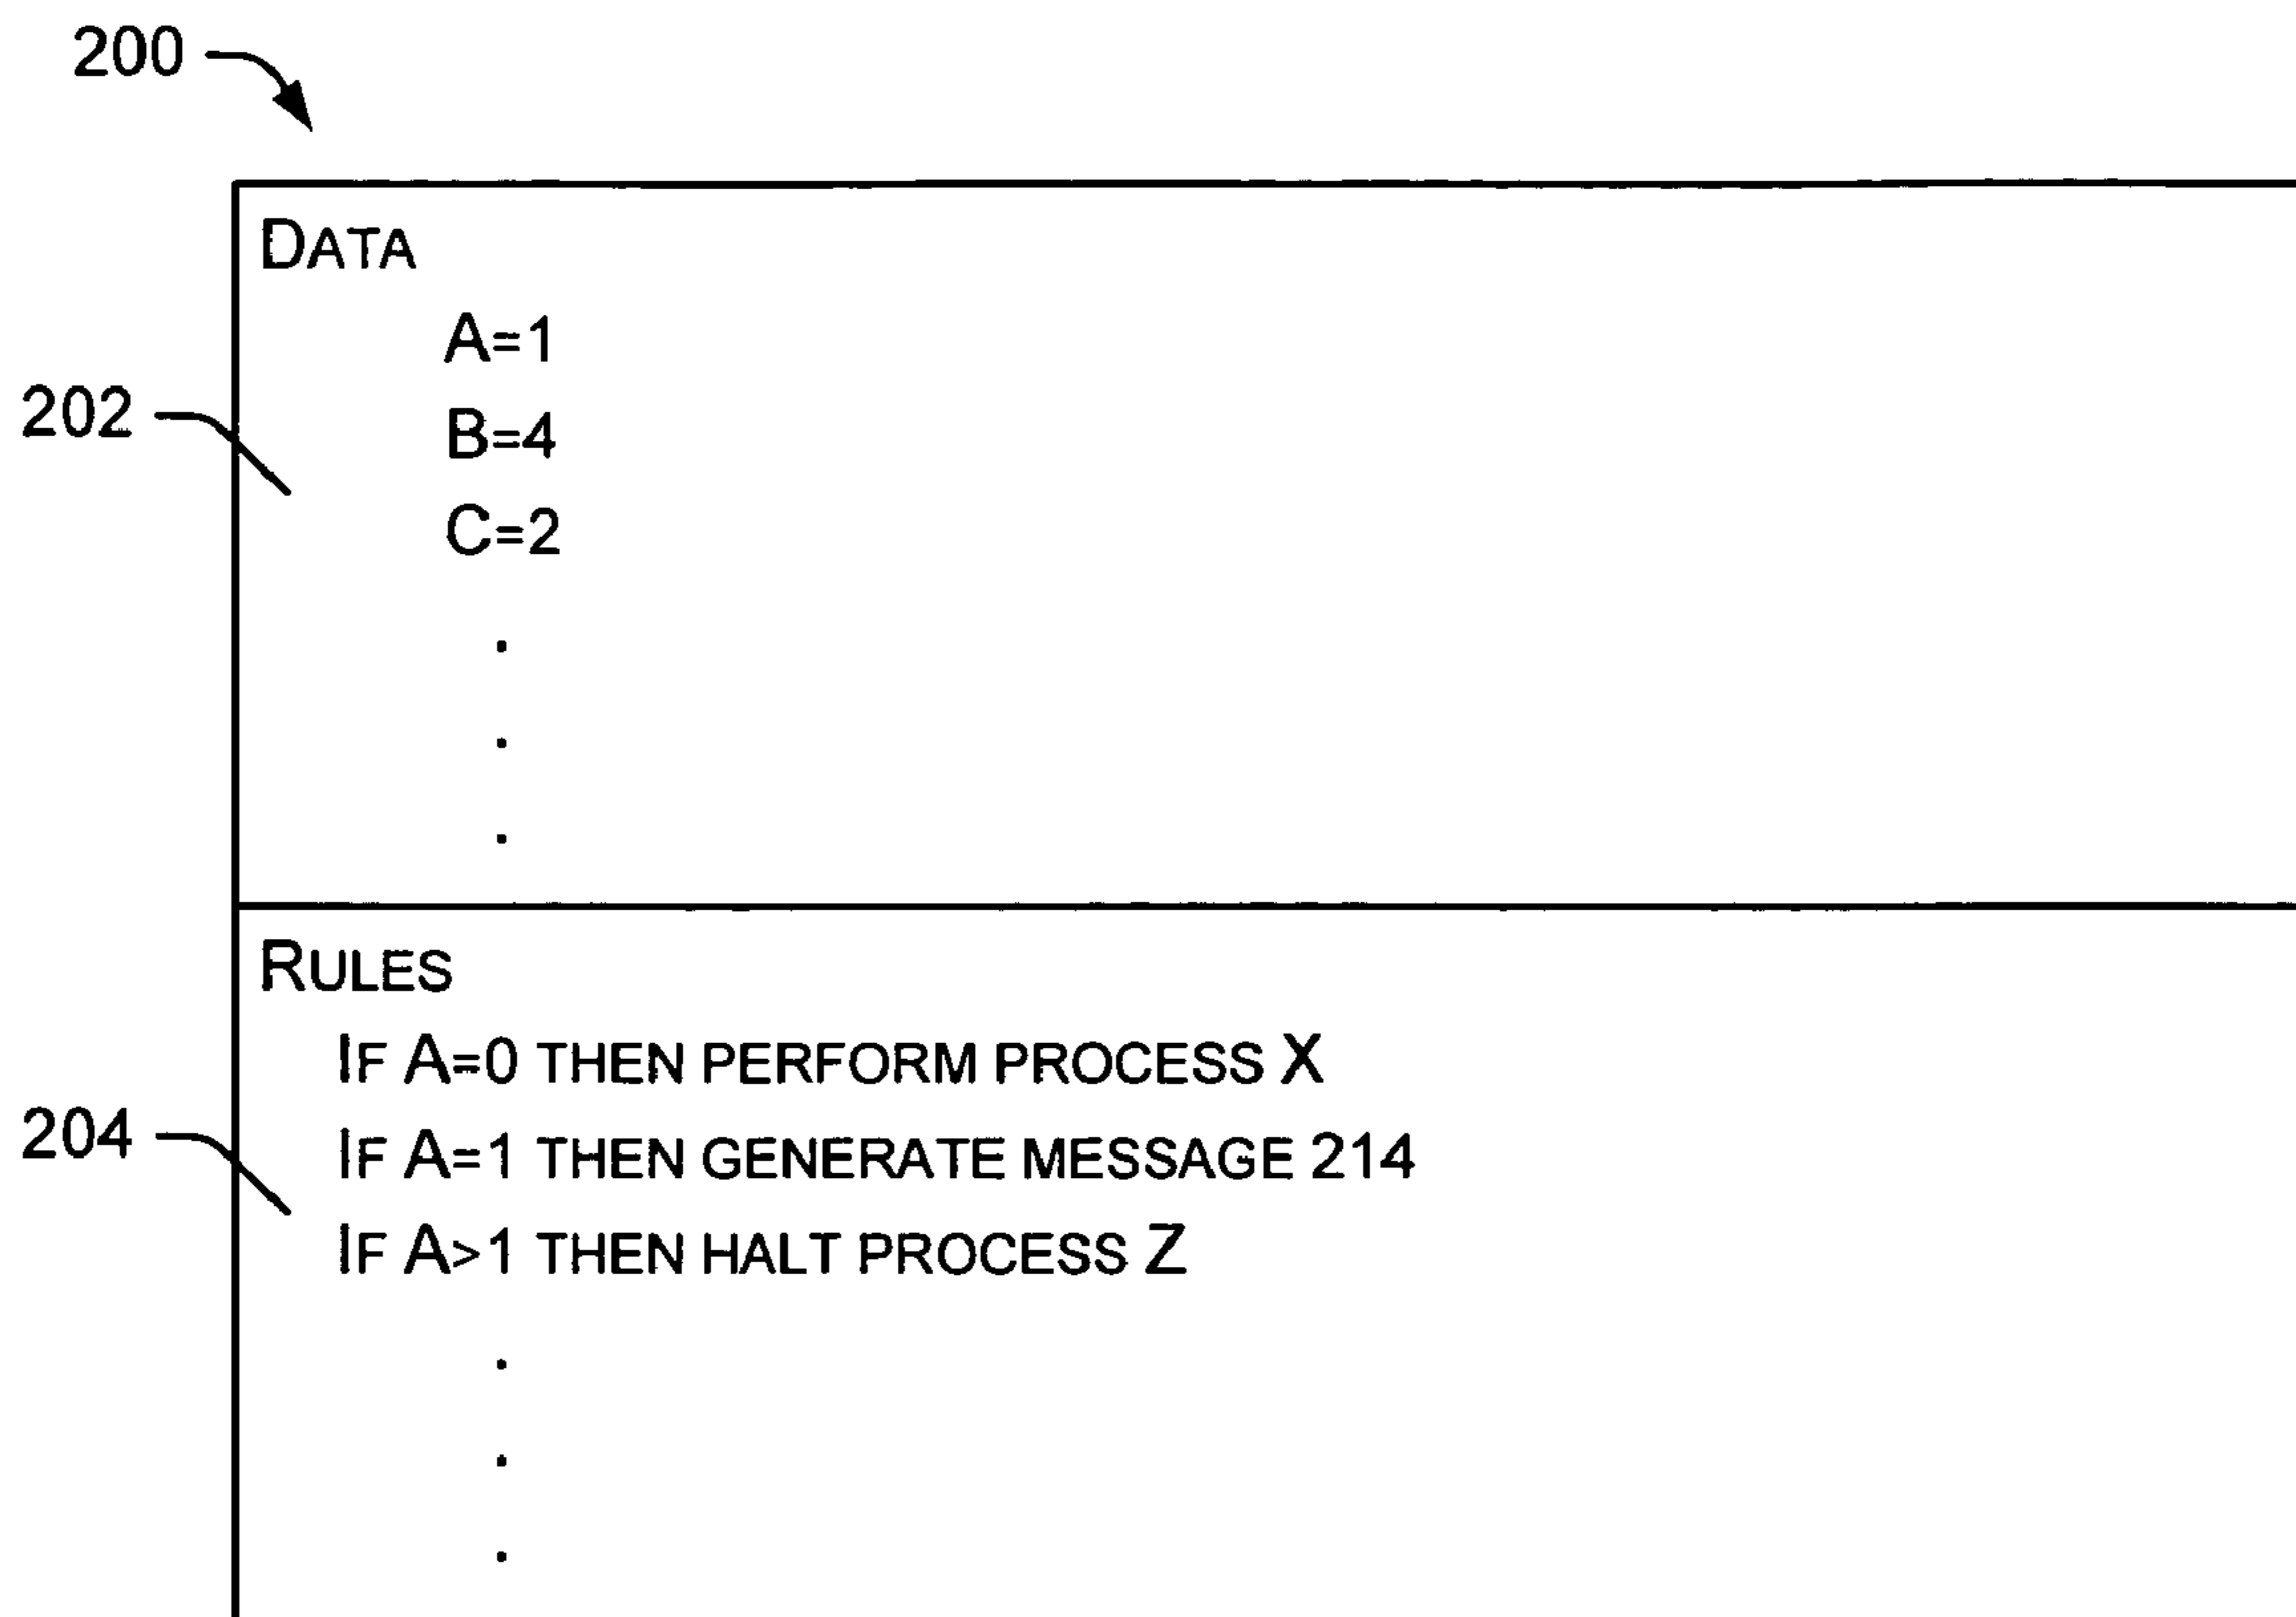 200
DATA
A=1
202
B=4
C=2
.
.
.
RULES
IF A=0 THEN PERFORM PROCESS X
204
IF A=1 THEN GENERATE MESSAGE 214
IF A>1 THEN HALT PROCESS Z
.
.
.